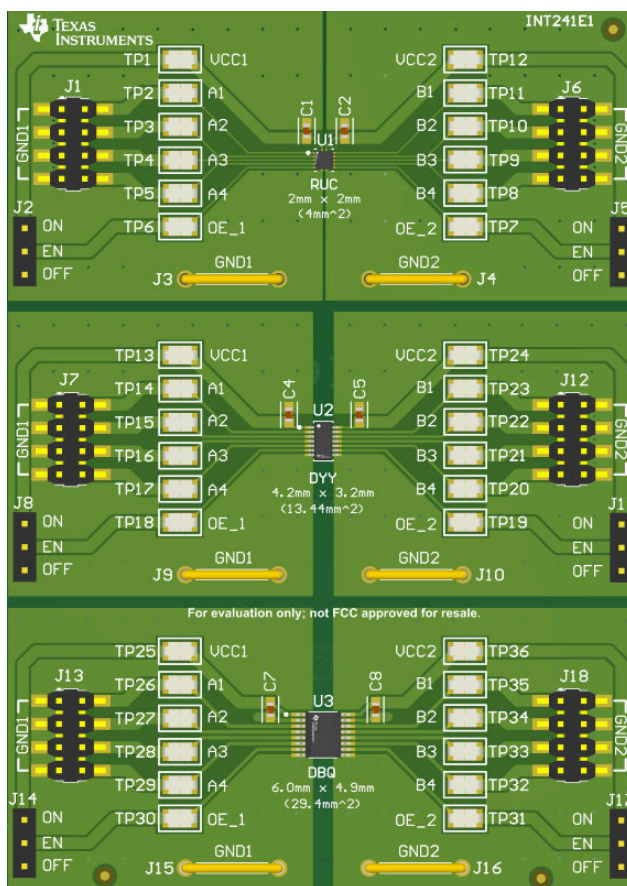 TEXAS INSTRUMENTS
INT241E1
TP1 VCC1
VCC2 TP12
J1
TP2 A1
C1 C2
B1 TP11
J6
GND1
TP3 A2
U1
B2 TP10
GND2
TP4 A3
RUC
B3 TP9
2mm × 2mm
(4mm^2)
TP5 A4
B4 TP8
J2
J5
ON
TP6 OE_1
OE_2 TP7
ON
EN
EN
OFF
OFF
J3 GND1
GND2 J4
TP13 VCC1
VCC2 TP24
J7
TP14 A1
C4 C5
B1 TP23
J12
GND1
TP15 A2
U2
B2 TP22
GND2
TP16 A3
B3 TP21
DYY
4.2mm × 3.2mm
(13.44mm^2)
TP17 A4
B4 TP20
J8
ON
TP18 OE_1
OE_2 TP19
ON
EN
EN
OFF
OFF
J9 GND1
GND2 J10
For evaluation only; not FCC approved for resale.
TP25 VCC1
VCC2 TP36
J13
TP26 A1
C7 C8
B1 TP35
J18
GND1
TP27 A2
U3
B2 TP34
GND2
TP28 A3
B3 TP33
DBQ
6.0mm × 4.9mm
(29.4mm^2)
TP29 A4
B4 TP32
J14
J17
ON
TP30 OE_1
OE_2 TP31
ON
EN
EN
OFF
OFF
J15 GND1
GND2 J16